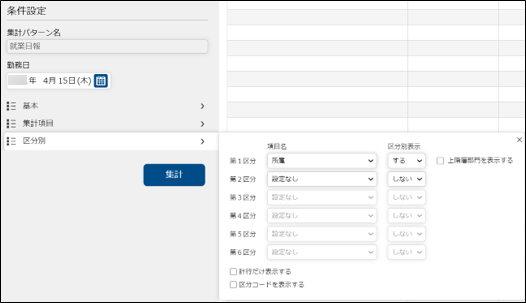 条件設定
集計パターン名
就業日報
勤務日
年 4月15日(木)
基本
集計項目
区分別
集計
項目名 区分別表示
第1区分 所属 する 上階層部門を表示する
第2区分 設定なし しない
第3区分 設定なし しない
第4区分 設定なし しない
第5区分 設定なし しない
第6区分 設定なし しない
計行だけ表示する
区分コードを表示する